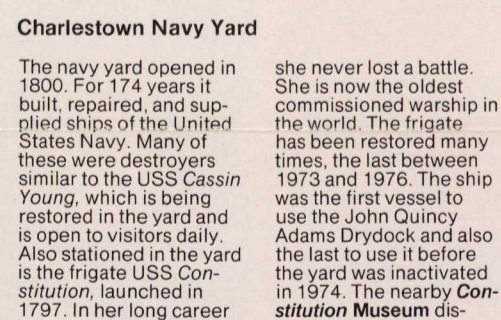 Charlestown Navy Yard
The navy yard opened in
1800. For 174 years it
built, repaired, and sup-
plied ships of the United
States Navy. Many of
these were destroyers
similar to the USS Cassin
Young, which is being
restored in the yard and
is open to visitors daily.
Also stationed in the yard
is the frigate USS Con-
stitution, launched in
1797. In her long career
she never lost a battle.
She is now the oldest
commissioned warship in
the world. The frigate
has been restored many
times, the last between
1973 and 1976. The ship
was the first vessel to
use the John Quincy
Adams Drydock and also
the last to use it before
the yard was inactivated
in 1974. The nearby Con-
stitution Museum dis-